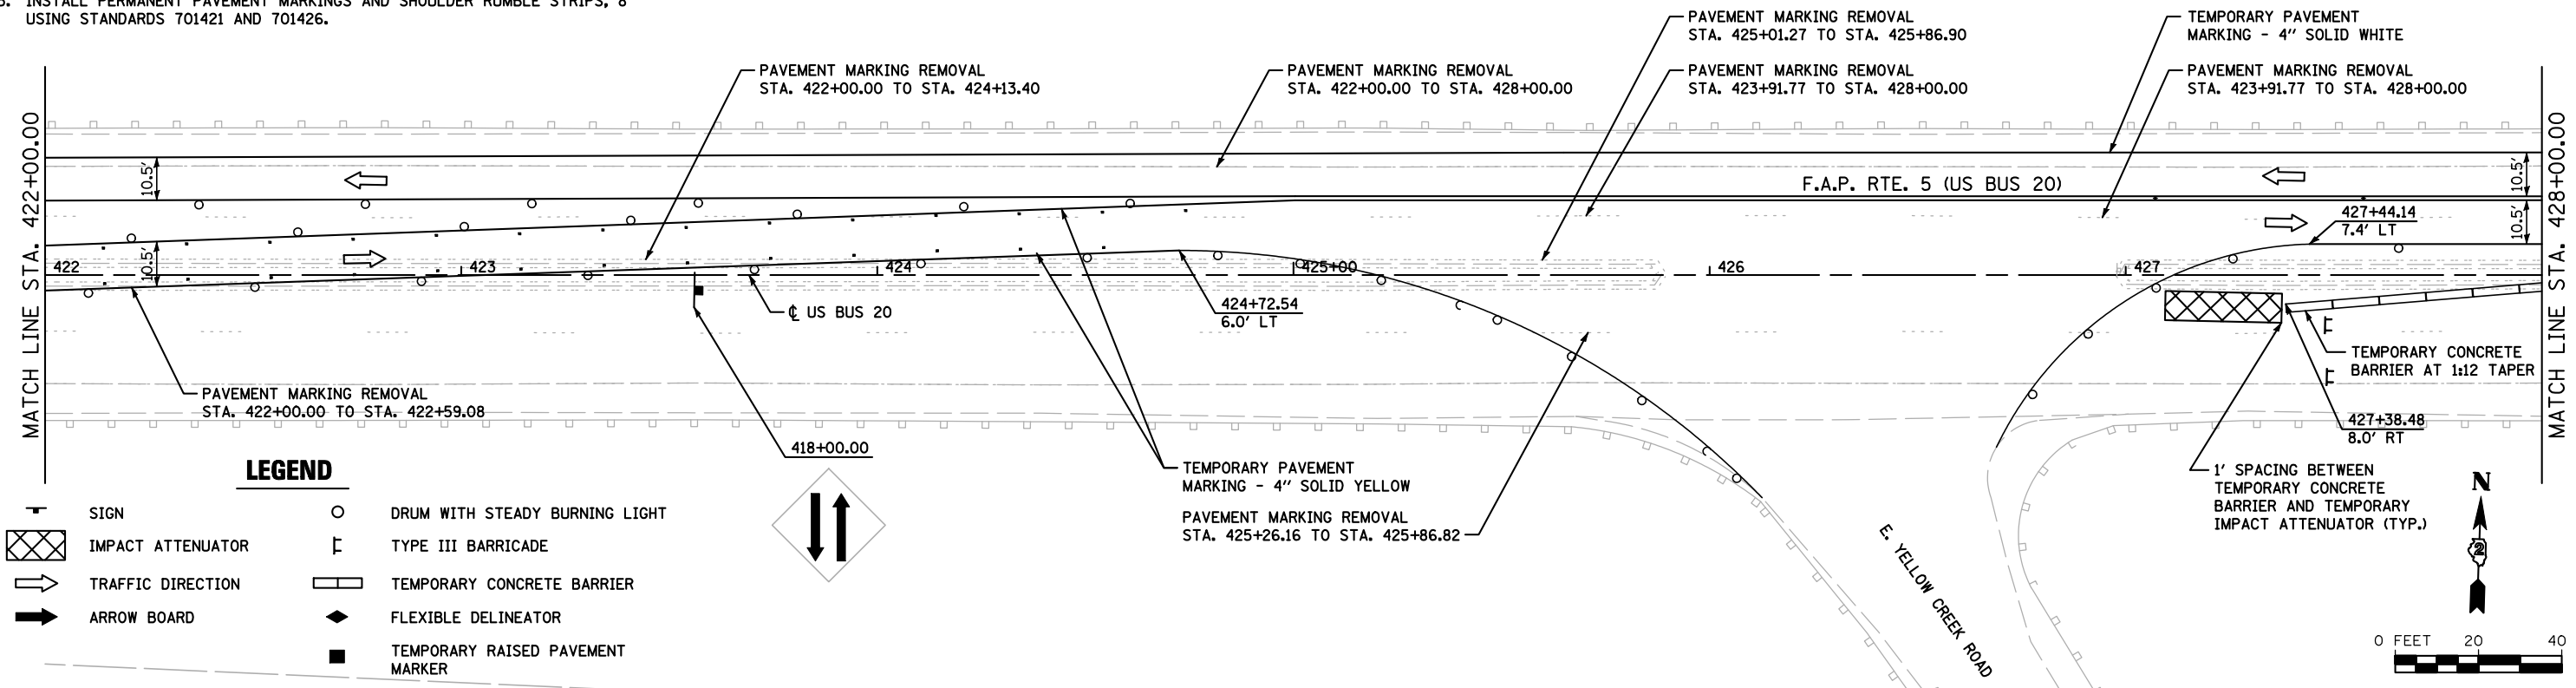 INSTALL PERMANENT PAVEMENT MARKINGS AND SHOULDER RUMBLE STRIPS, 8
USING STANDARDS 701421 AND 701426.
PAVEMENT MARKING REMOVAL
STA. 425+01.27 TO STA. 425+86.90
TEMPORARY PAVEMENT
MARKING - 4" SOLID WHITE
PAVEMENT MARKING REMOVAL
STA. 422+00.00 TO STA. 424+13.40
PAVEMENT MARKING REMOVAL
STA. 422+00.00 TO STA. 428+00.00
PAVEMENT MARKING REMOVAL
STA. 423+91.77 TO STA. 428+00.00
PAVEMENT MARKING REMOVAL
STA. 423+91.77 TO STA. 428+00.00
MATCH LINE STA. 422+00.00
10.5'
10.5'
F.A.P. RTE. 5 (US BUS 20)
10.5'
10.5'
MATCH LINE STA. 428+00.00
427+44.14
7.4' LT
422
423
424
425+00
426
427
℄ US BUS 20
424+72.54
6.0' LT
TEMPORARY CONCRETE
BARRIER AT 1:12 TAPER
PAVEMENT MARKING REMOVAL
STA. 422+00.00 TO STA. 422+59.08
427+38.48
8.0' RT
418+00.00
TEMPORARY PAVEMENT
MARKING - 4" SOLID YELLOW
PAVEMENT MARKING REMOVAL
STA. 425+26.16 TO STA. 425+86.82
1' SPACING BETWEEN
TEMPORARY CONCRETE
BARRIER AND TEMPORARY
IMPACT ATTENUATOR (TYP.)
E. YELLOW CREEK ROAD
N
2
0 FEET 20 40
LEGEND
SIGN
IMPACT ATTENUATOR
TRAFFIC DIRECTION
ARROW BOARD
DRUM WITH STEADY BURNING LIGHT
TYPE III BARRICADE
TEMPORARY CONCRETE BARRIER
FLEXIBLE DELINEATOR
TEMPORARY RAISED PAVEMENT
MARKER